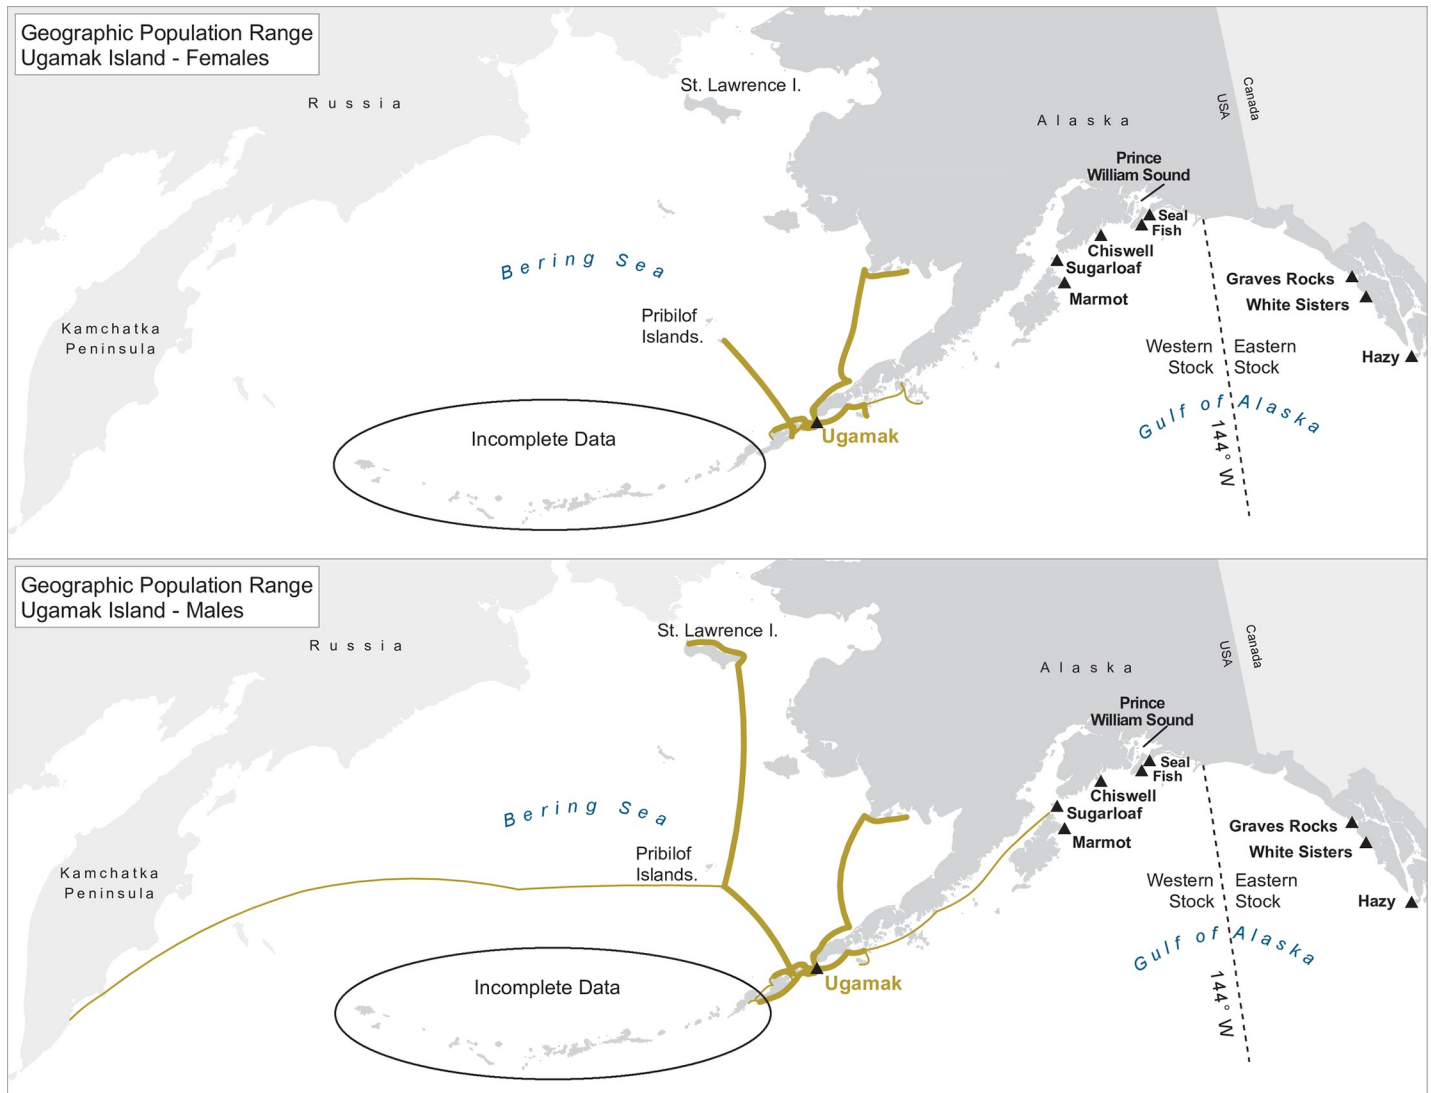 Geographic Population Range
Ugamak Island - Females
Russia
St. Lawrence I.
Alaska
Canada
USA
Prince
William Sound
Seal
Fish
Chiswell
Sugarloaf
Marmot
Graves Rocks
White Sisters
Hazy
Bering Sea
Pribilof
Islands.
Kamchatka
Peninsula
Western
Stock
Eastern
Stock
Gulf of Alaska
144° W
Incomplete Data
Ugamak
Geographic Population Range
Ugamak Island - Males
Russia
St. Lawrence I.
Alaska
Canada
USA
Prince
William Sound
Seal
Fish
Chiswell
Sugarloaf
Marmot
Graves Rocks
White Sisters
Hazy
Bering Sea
Pribilof
Islands.
Kamchatka
Peninsula
Western
Stock
Eastern
Stock
Gulf of Alaska
144° W
Incomplete Data
Ugamak